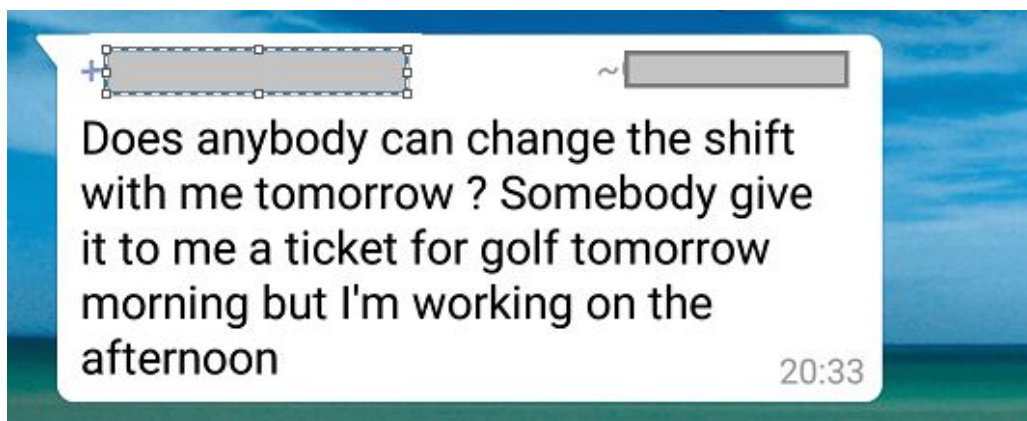 + ~
Does anybody can change the shift
with me tomorrow ? Somebody give
it to me a ticket for golf tomorrow
morning but I'm working on the
afternoon
20:33